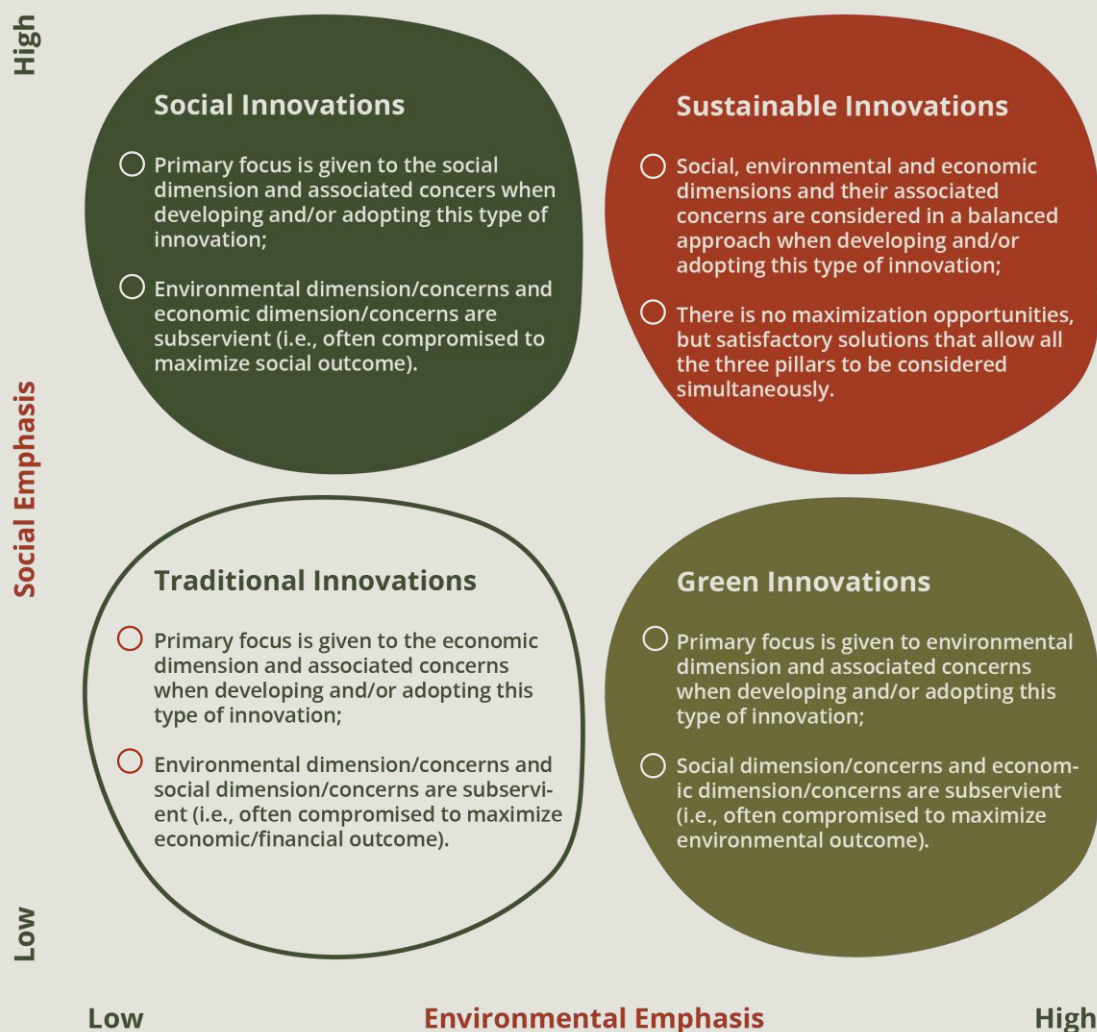 High
Social Innovations
Primary focus is given to the social
dimension and associated concers when
developing and/or adopting this type of
innovation;
Environmental dimension/concerns and
economic dimension/concerns are
subservient (i.e., often compromised to
maximize social outcome).
Sustainable Innovations
Social, environmental and economic
dimensions and their associated
concerns are considered in a balanced
approach when developing and/or
adopting this type of innovation;
There is no maximization opportunities,
but satisfactory solutions that allow all
the three pillars to be considered
simultaneously.
Social Emphasis
Traditional Innovations
Primary focus is given to the economic
dimension and associated concerns
when developing and/or adopting this
type of innovation;
Environmental dimension/concerns and
social dimension/concerns are subservi-
ent (i.e., often compromised to maximize
economic/financial outcome).
Green Innovations
Primary focus is given to environmental
dimension and associated concerns
when developing and/or adopting this
type of innovation;
Social dimension/concerns and econom-
ic dimension/concerns are subservient
(i.e., often compromised to maximize
environmental outcome).
Low
Low
Environmental Emphasis
High